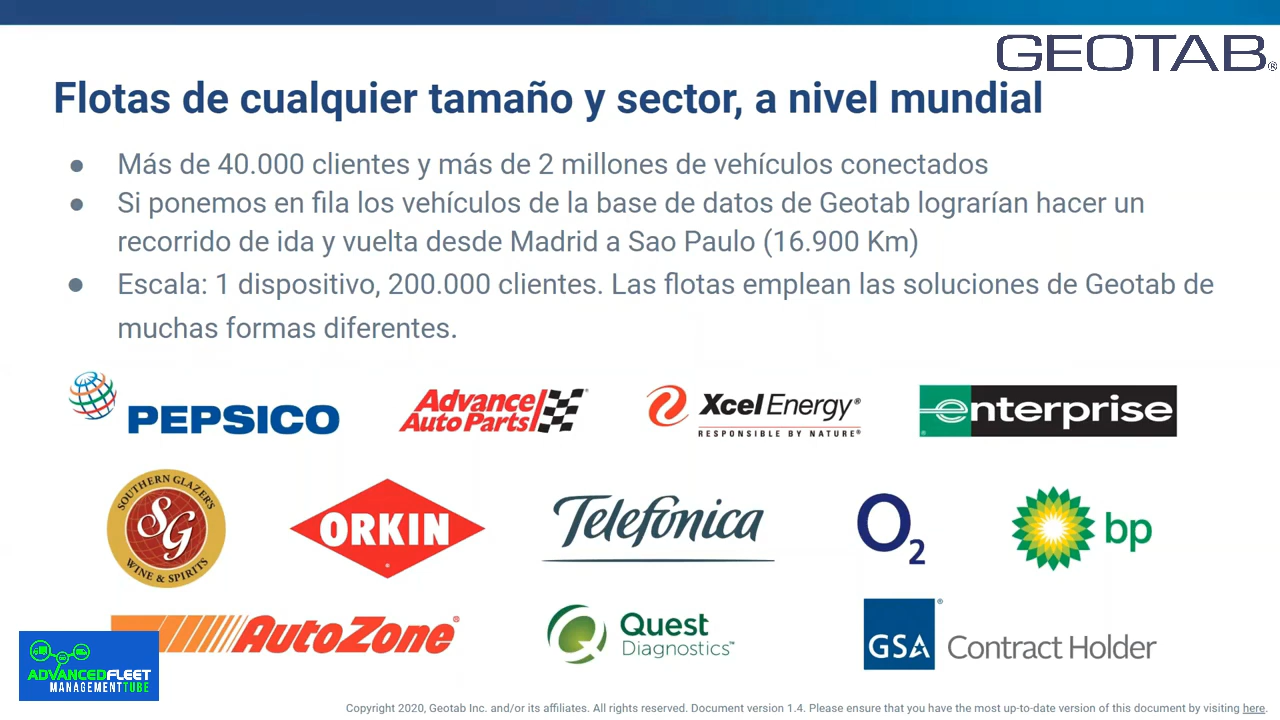 GEOTAB®
Flotas de cualquier tamaño y sector, a nivel mundial
● Más de 40.000 clientes y más de 2 millones de vehículos conectados
● Si ponemos en fila los vehículos de la base de datos de Geotab lograrían hacer un
recorrido de ida y vuelta desde Madrid a Sao Paulo (16.900 Km)
● Escala: 1 dispositivo, 200.000 clientes. Las flotas emplean las soluciones de Geotab de
muchas formas diferentes.
PEPSICO
Advance
Auto Parts®
Xcel Energy®
RESPONSIBLE BY NATURE®
enterprise
SOUTHERN GLAZER'S
SG
WINE & SPIRITS
ORKIN
Telefónica
O2
bp
AutoZone®
Quest
Diagnostics™
GSA® Contract Holder
ADVANCEDFLEET
MANAGEMENTTUBE
Copyright 2020, Geotab Inc. and/or its affiliates. All rights reserved. Document version 1.4. Please ensure that you have the most up-to-date version of this document by visiting here.